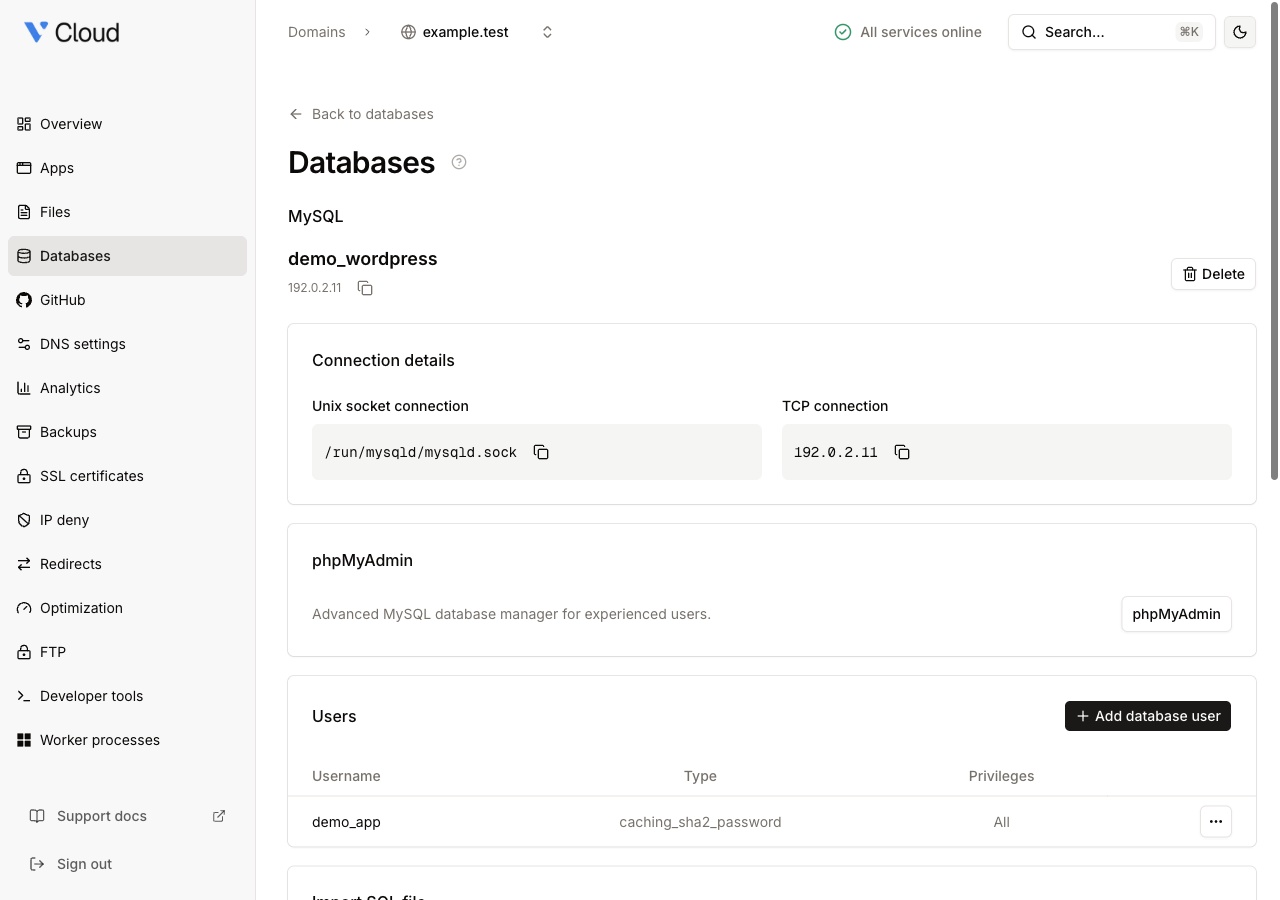 Cloud
Domains
example.test
All services online
Search...
⌘K
Overview
Apps
Files
Databases
GitHub
DNS settings
Analytics
Backups
SSL certificates
IP deny
Redirects
Optimization
FTP
Developer tools
Worker processes
Support docs
Sign out
Back to databases
Databases
MySQL
demo_wordpress
192.0.2.11
Delete
Connection details
Unix socket connection
/run/mysqld/mysqld.sock
TCP connection
192.0.2.11
phpMyAdmin
Advanced MySQL database manager for experienced users.
phpMyAdmin
Users
Add database user
Username Type Privileges
demo_app caching_sha2_password All
Import SQL file